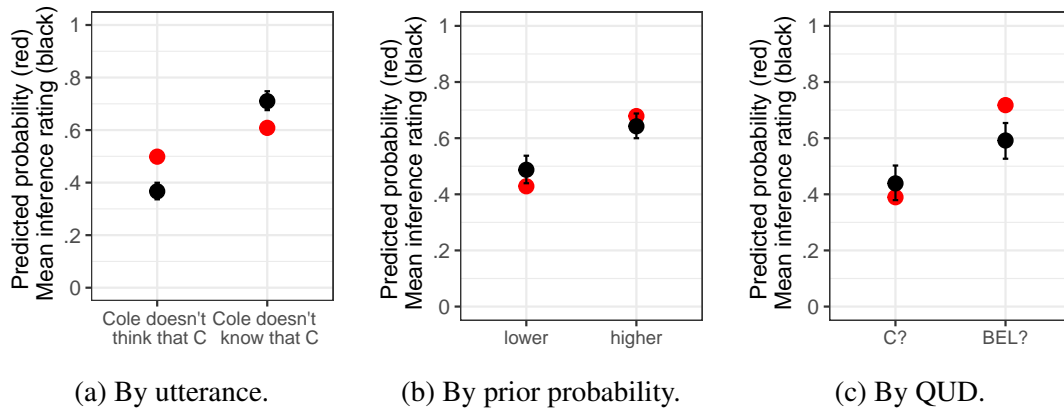 Predicted probability (red)
Mean inference rating (black)
1
.8
.6
.4
.2
0
Cole doesn't
think that C
Cole doesn't
know that C
(a) By utterance.
Predicted probability (red)
Mean inference rating (black)
1
.8
.6
.4
.2
0
lower
higher
(b) By prior probability.
Predicted probability (red)
Mean inference rating (black)
1
.8
.6
.4
.2
0
C?
BEL?
(c) By QUD.